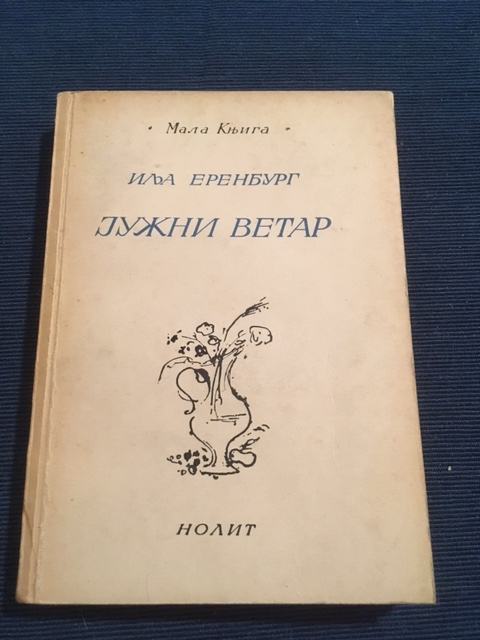 • Мала Књига •
ИЉА ЕРЕНБУРГ
ЈУЖНИ ВЕТАР
НОЛИТ